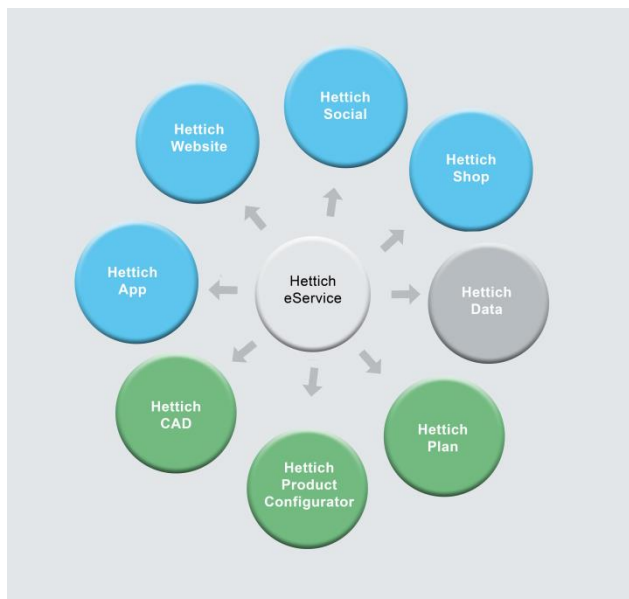 Hettich
Social
Hettich
Website
Hettich
Shop
Hettich
App
Hettich
eService
Hettich
Data
Hettich
CAD
Hettich
Plan
Hettich
Product
Configurator